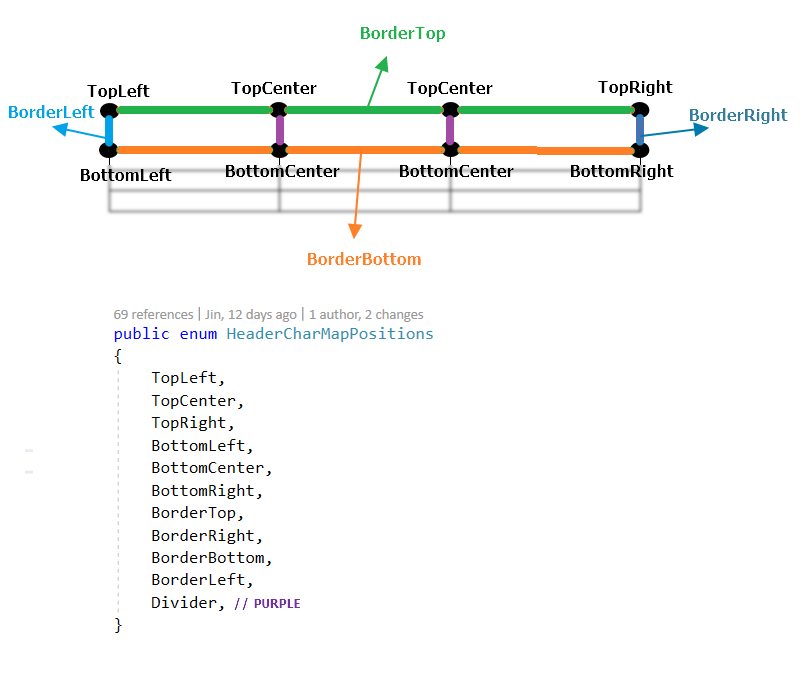 BorderTop
TopLeft TopCenter TopCenter TopRight
BorderLeft BorderRight
BottomLeft BottomCenter BottomCenter BottomRight
BorderBottom
69 references | Jin, 12 days ago | 1 author, 2 changes
public enum HeaderCharMapPositions
{
TopLeft,
TopCenter,
TopRight,
BottomLeft,
BottomCenter,
BottomRight,
BorderTop,
BorderRight,
BorderBottom,
BorderLeft,
Divider, // PURPLE
}